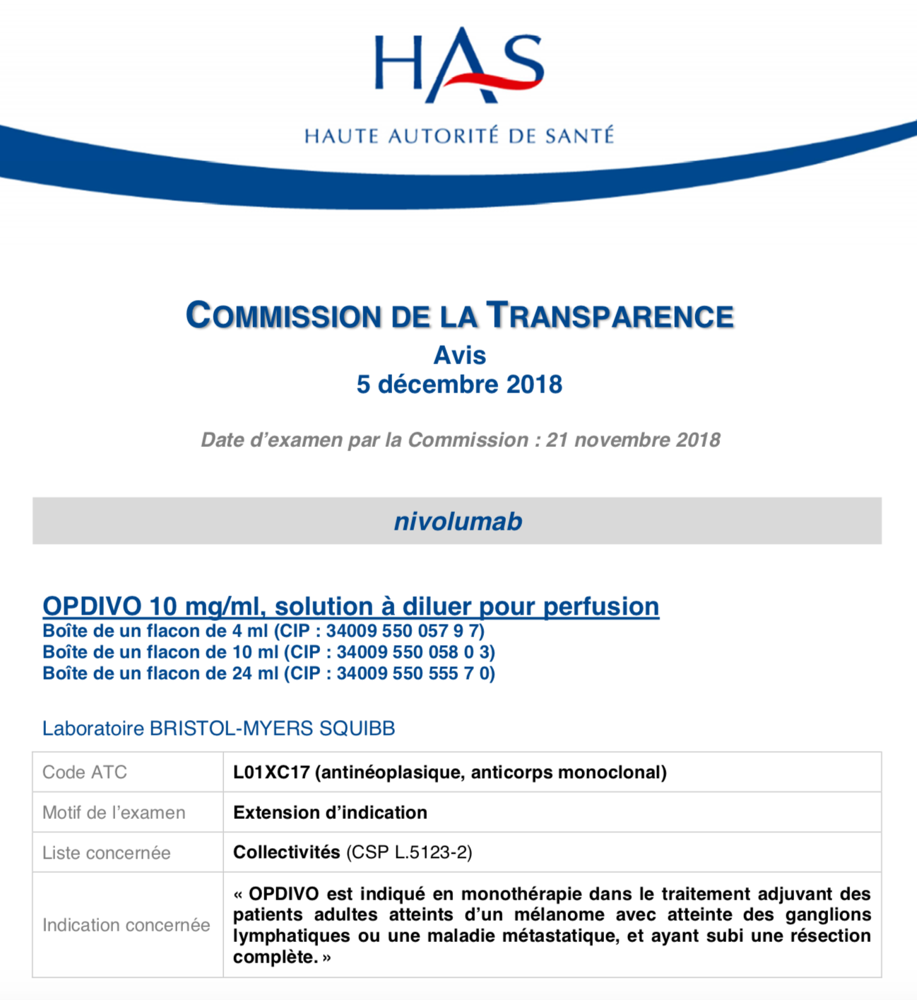 HAS
HAUTE AUTORITÉ DE SANTÉ
COMMISSION DE LA TRANSPARENCE
Avis
5 décembre 2018
Date d’examen par la Commission : 21 novembre 2018
nivolumab
OPDIVO 10 mg/ml, solution à diluer pour perfusion
Boîte de un flacon de 4 ml (CIP : 34009 550 057 9 7)
Boîte de un flacon de 10 ml (CIP : 34009 550 058 0 3)
Boîte de un flacon de 24 ml (CIP : 34009 550 555 7 0)
Laboratoire BRISTOL-MYERS SQUIBB
Code ATC L01XC17 (antinéoplasique, anticorps monoclonal)
Motif de l’examen Extension d’indication
Liste concernée Collectivités (CSP L.5123-2)
Indication concernée
« OPDIVO est indiqué en monothérapie dans le traitement adjuvant des
patients adultes atteints d’un mélanome avec atteinte des ganglions
lymphatiques ou une maladie métastatique, et ayant subi une résection
complète. »